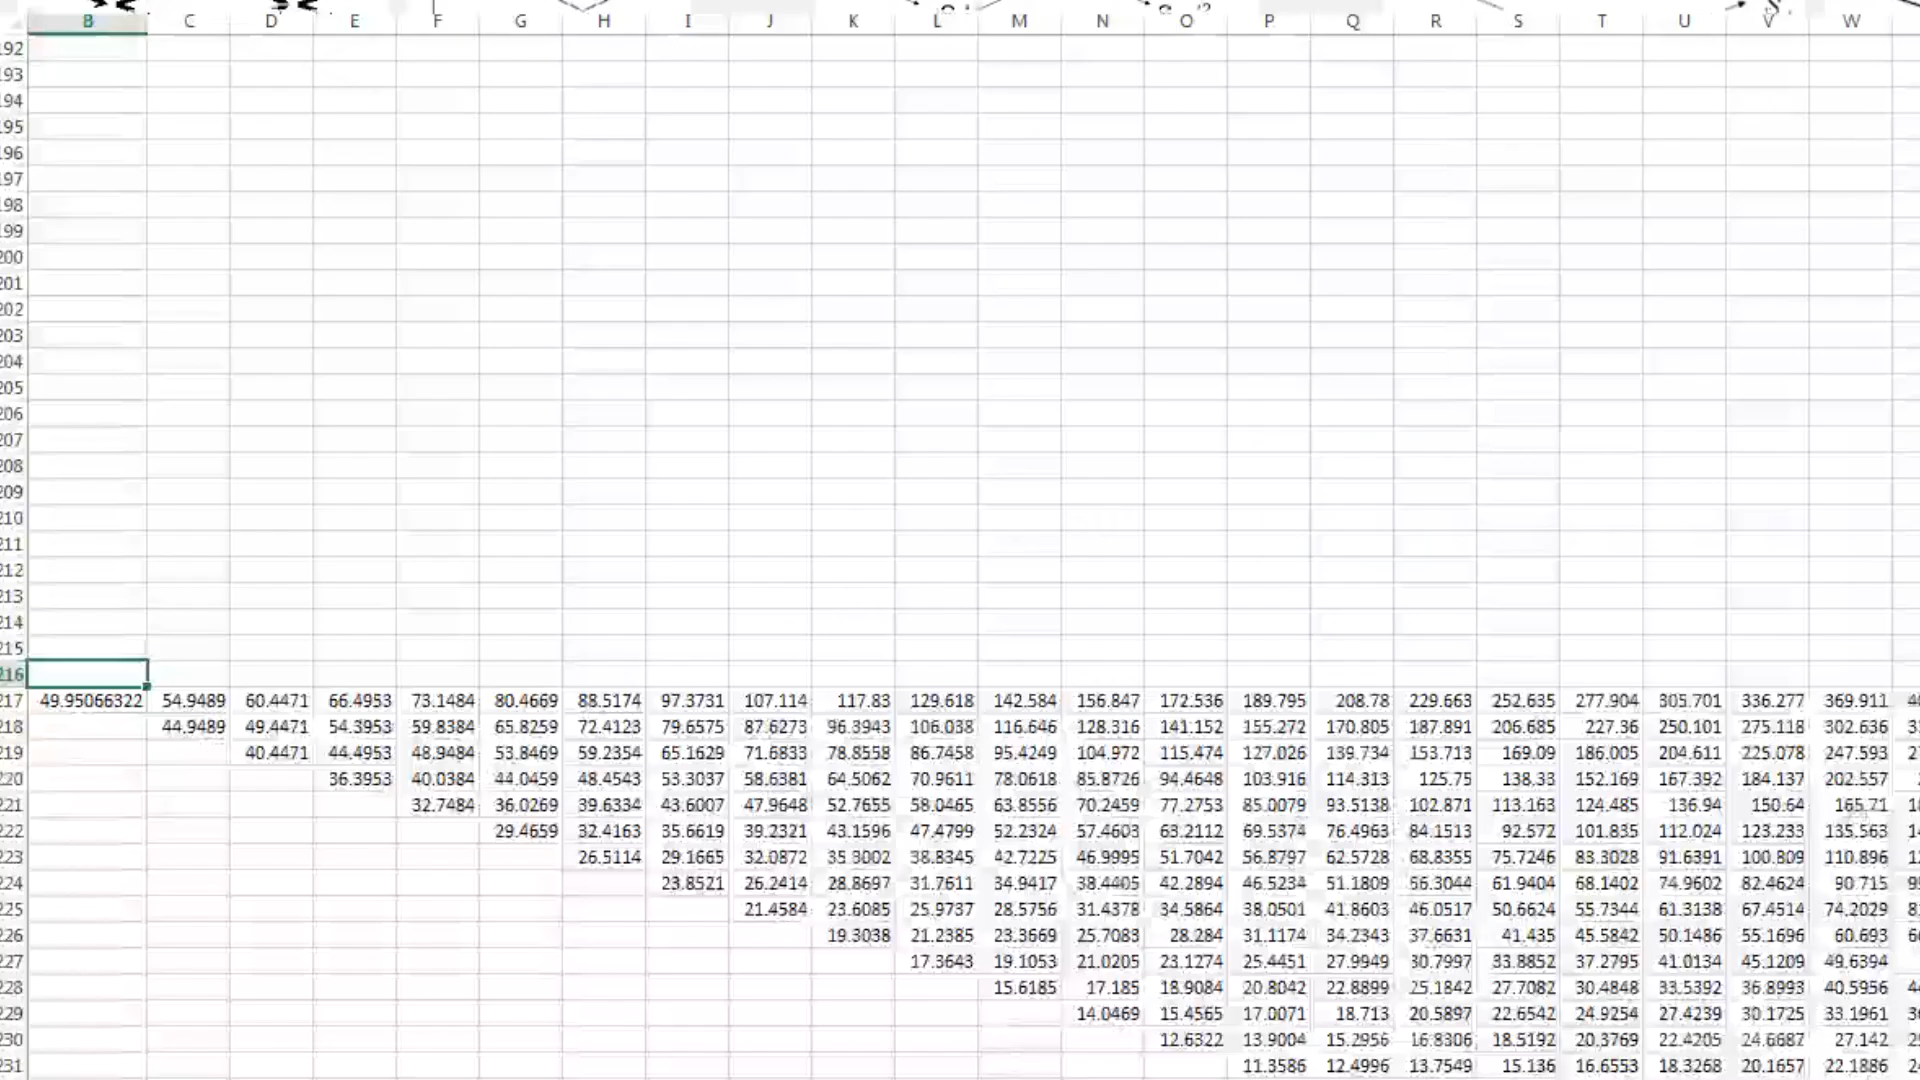 B C D E F G H I J K L M N O P Q R S T U V W
192
193
194
195
196
197
198
199
200
201
202
203
204
205
206
207
208
209
210
211
212
213
214
215
216
217 49.95066322 54.9489 60.4471 66.4953 73.1484 80.4669 88.5174 97.3731 107.114 117.83 129.618 142.584 156.847 172.536 189.795 208.78 229.663 252.635 277.904 305.701 336.277 369.911
218 44.9489 49.4471 54.3953 59.8384 65.8259 72.4123 79.6575 87.6273 96.3943 106.038 116.646 128.316 141.152 155.272 170.805 187.891 206.685 227.36 250.101 275.118 302.636
219 40.4471 44.4953 48.9484 53.8469 59.2354 65.1629 71.6833 78.8558 86.7458 95.4249 104.972 115.474 127.026 139.734 153.713 169.09 186.005 204.611 225.078 247.593
220 36.3953 40.0384 44.0459 48.4543 53.3037 58.6381 64.5062 70.9611 78.0618 85.8726 94.4648 103.916 114.313 125.75 138.33 152.169 167.392 184.137 202.557
221 32.7484 36.0269 39.6334 43.6007 47.9648 52.7655 58.0465 63.8556 70.2459 77.2753 85.0079 93.5138 102.871 113.163 124.485 136.94 150.64 165.71
222 29.4659 32.4163 35.6619 39.2321 43.1596 47.4799 52.2324 57.4603 63.2112 69.5374 76.4963 84.1513 92.572 101.835 112.024 123.233 135.563
223 26.5114 29.1665 32.0872 35.3002 38.8345 42.7225 46.9995 51.7042 56.8797 62.5728 68.8355 75.7246 83.3028 91.6391 100.809 110.896
224 23.8521 26.2414 28.8697 31.7611 34.9417 38.4405 42.2894 46.5234 51.1809 56.3044 61.9404 68.1402 74.9602 82.4624 90.715
225 21.4584 23.6085 25.9737 28.5756 31.4378 34.5864 38.0501 41.8603 46.0517 50.6624 55.7344 61.3138 67.4514 74.2029
226 19.3038 21.2385 23.3669 25.7083 28.284 31.1174 34.2343 37.6631 41.435 45.5842 50.1486 55.1696 60.693
227 17.3643 19.1053 21.0205 23.1274 25.4451 27.9949 30.7997 33.8852 37.2795 41.0134 45.1209 49.6394
228 15.6185 17.185 18.9084 20.8042 22.8899 25.1842 27.7082 30.4848 33.5392 36.8993 40.5956
229 14.0469 15.4565 17.0071 18.713 20.5897 22.6542 24.9254 27.4239 30.1725 33.1961
230 12.6322 13.9004 15.2956 16.8306 18.5192 20.3769 22.4205 24.6687 27.142
231 11.3586 12.4996 13.7549 15.136 16.6553 18.3268 20.1657 22.1886